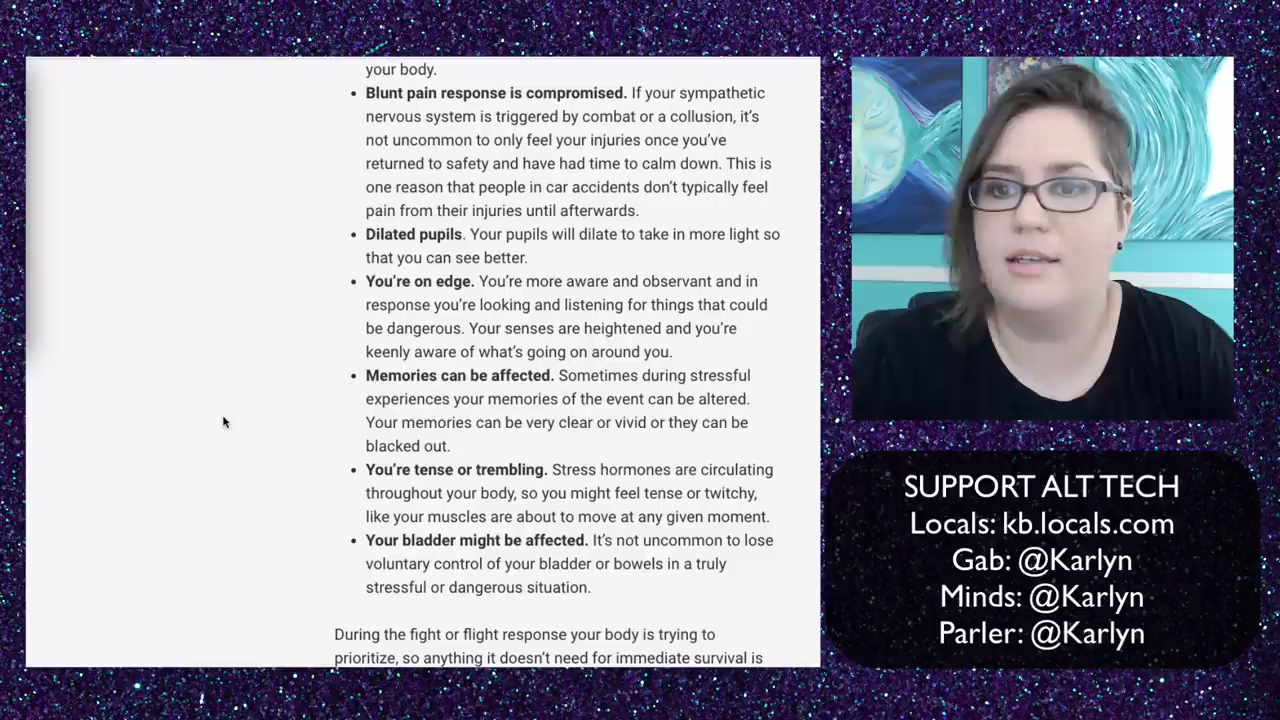 your body.
• Blunt pain response is compromised. If your sympathetic
nervous system is triggered by combat or a collusion, it's
not uncommon to only feel your injuries once you've
returned to safety and have had time to calm down. This is
one reason that people in car accidents don't typically feel
pain from their injuries until afterwards.
• Dilated pupils. Your pupils will dilate to take in more light so
that you can see better.
• You're on edge. You're more aware and observant and in
response you're looking and listening for things that could
be dangerous. Your senses are heightened and you're
keenly aware of what's going on around you.
• Memories can be affected. Sometimes during stressful
experiences your memories of the event can be altered.
Your memories can be very clear or vivid or they can be
blacked out.
• You're tense or trembling. Stress hormones are circulating
throughout your body, so you might feel tense or twitchy,
like your muscles are about to move at any given moment.
• Your bladder might be affected. It's not uncommon to lose
voluntary control of your bladder or bowels in a truly
stressful or dangerous situation.
During the fight or flight response your body is trying to
prioritize, so anything it doesn't need for immediate survival is
SUPPORT ALT TECH
Locals: kb.locals.com
Gab: @Karlyn
Minds: @Karlyn
Parler: @Karlyn